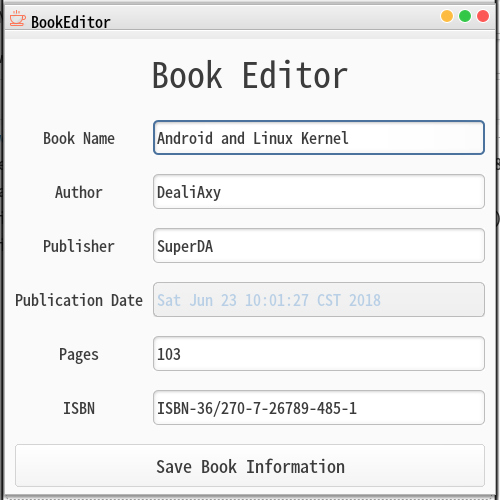 BookEditor
Book Editor
Book Name Android and Linux Kernel
Author DealiAxy
Publisher SuperDA
Publication Date Sat Jun 23 10:01:27 CST 2018
Pages 103
ISBN ISBN-36/270-7-26789-485-1
Save Book Information